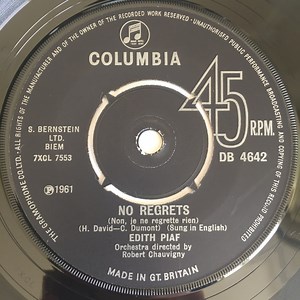 ALL RIGHTS OF THE MANUFACTURER AND OF THE OWNER OF THE RECORDED WORK RESERVED · UNAUTHORISED PUBLIC PERFORMANCE BROADCASTING AND COPYING OF THIS RECORD PROHIBITED
THE GRAMOPHONE CO. LTD.
COLUMBIA
45
R.P.M.
S. BERNSTEIN
LTD.
BIEM
7XCL 7553
DB 4642
Ⓟ1961
NO REGRETS
(Non, je ne regrette rien)
(H. David—C. Dumont) (Sung in English)
EDITH PIAF
Orchestra directed by
Robert Chauvigny
MADE IN GT. BRITAIN